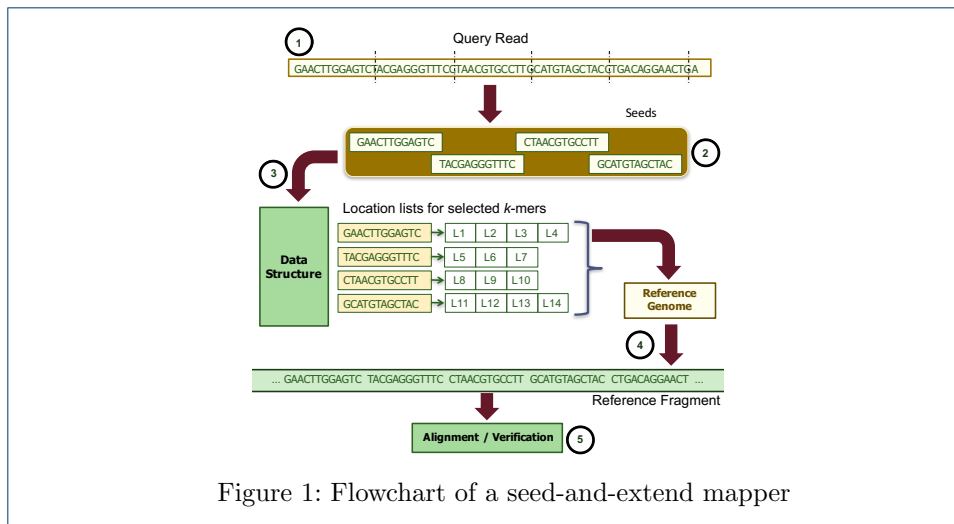 1
Query Read
GAACTTGGAGTCTACGAGGGTTTCGTAACGTGCCTTGCATGTAGCTACGTGACAGGAACTGA
Seeds
GAACTTGGAGTC CTAACGTGCCTT
TACGAGGGTTTC GCATGTAGCTAC
2
3
Location lists for selected k-mers
Data Structure
GAACTTGGAGTC L1 L2 L3 L4
TACGAGGGTTTC L5 L6 L7
CTAACGTGCCTT L8 L9 L10
GCATGTAGCTAC L11 L12 L13 L14
Reference
Genome
4
... GAACTTGGAGTC TACGAGGGTTTC CTAACGTGCCTT GCATGTAGCTAC CTGACAGGAACT ...
Reference Fragment
Alignment / Verification
5
Figure 1: Flowchart of a seed-and-extend mapper